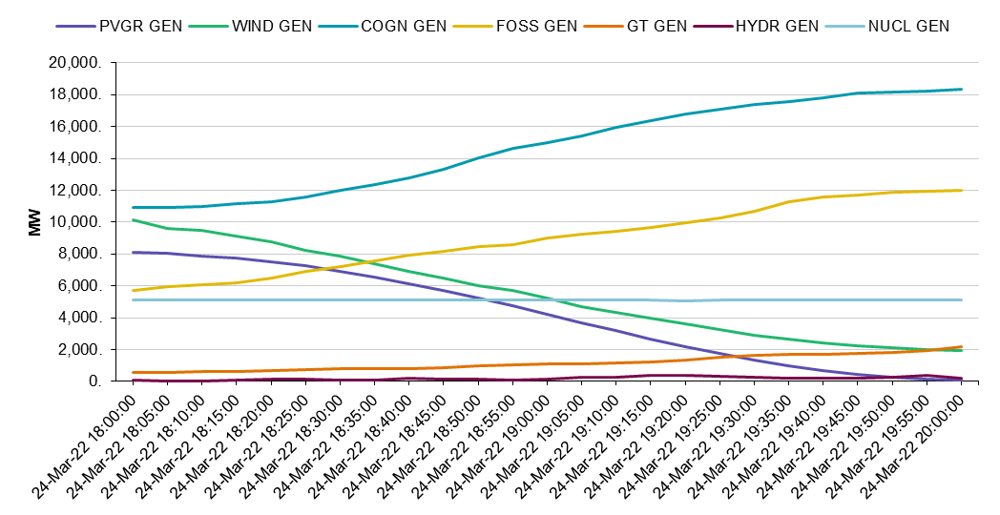 PVGR GEN WIND GEN COGN GEN FOSS GEN GT GEN HYDR GEN NUCL GEN
20,000.
18,000.
16,000.
14,000.
12,000.
10,000.
8,000.
6,000.
4,000.
2,000.
0.
MW
24-Mar-22 18:00:00
24-Mar-22 18:05:00
24-Mar-22 18:10:00
24-Mar-22 18:15:00
24-Mar-22 18:20:00
24-Mar-22 18:25:00
24-Mar-22 18:30:00
24-Mar-22 18:35:00
24-Mar-22 18:40:00
24-Mar-22 18:45:00
24-Mar-22 18:50:00
24-Mar-22 18:55:00
24-Mar-22 19:00:00
24-Mar-22 19:05:00
24-Mar-22 19:10:00
24-Mar-22 19:15:00
24-Mar-22 19:20:00
24-Mar-22 19:25:00
24-Mar-22 19:30:00
24-Mar-22 19:35:00
24-Mar-22 19:40:00
24-Mar-22 19:45:00
24-Mar-22 19:50:00
24-Mar-22 19:55:00
24-Mar-22 20:00:00